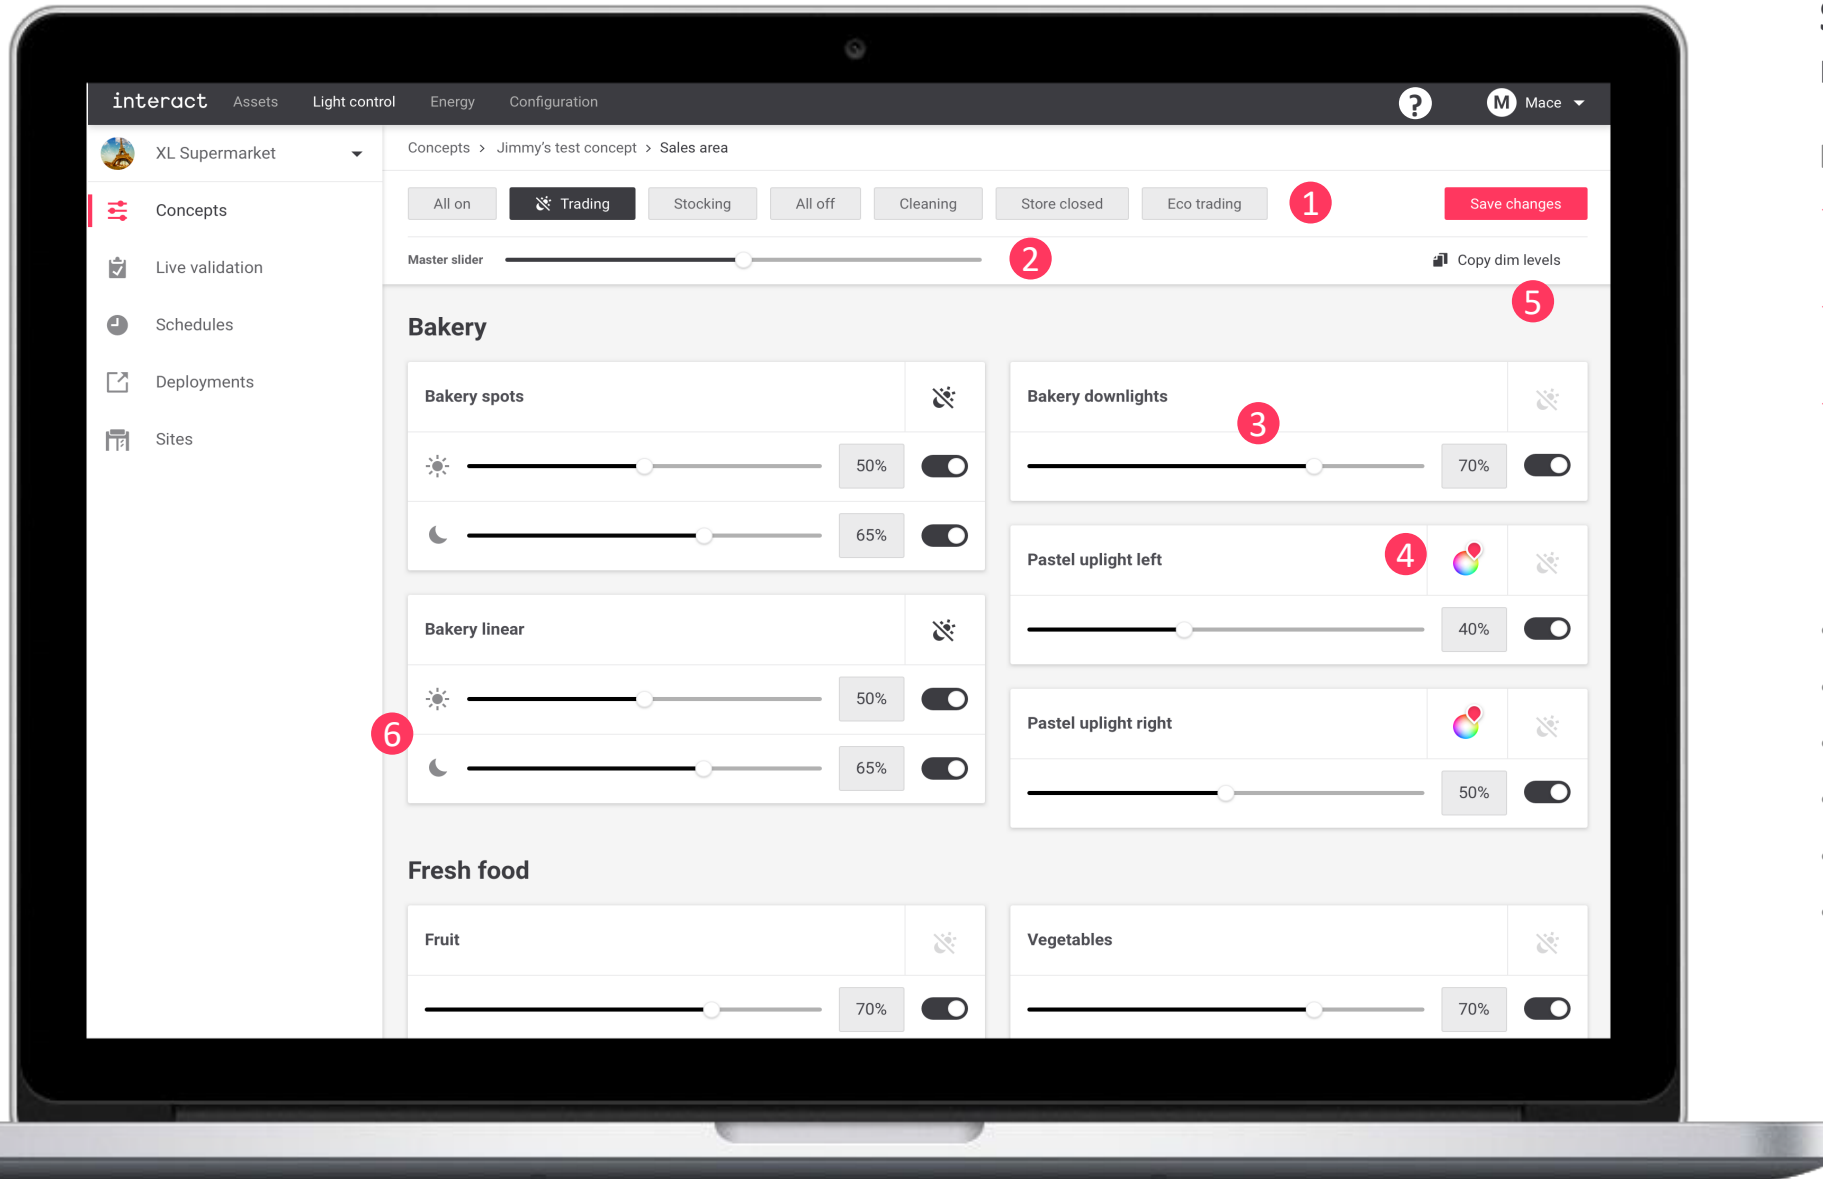 interact Assets Light control Energy Configuration ? M Mace
XL Supermarket
Concepts > Jimmy's test concept > Sales area
Concepts
Live validation
Schedules
Deployments
Sites
All on Trading Stocking All off Cleaning Store closed Eco trading 1 Save changes
Master slider 2 Copy dim levels
5
Bakery
Bakery spots
50%
65%
Bakery downlights
3
70%
Pastel uplight left 4
40%
Bakery linear
50%
6
65%
Pastel uplight right
50%
Fresh food
Fruit
70%
Vegetables
70%